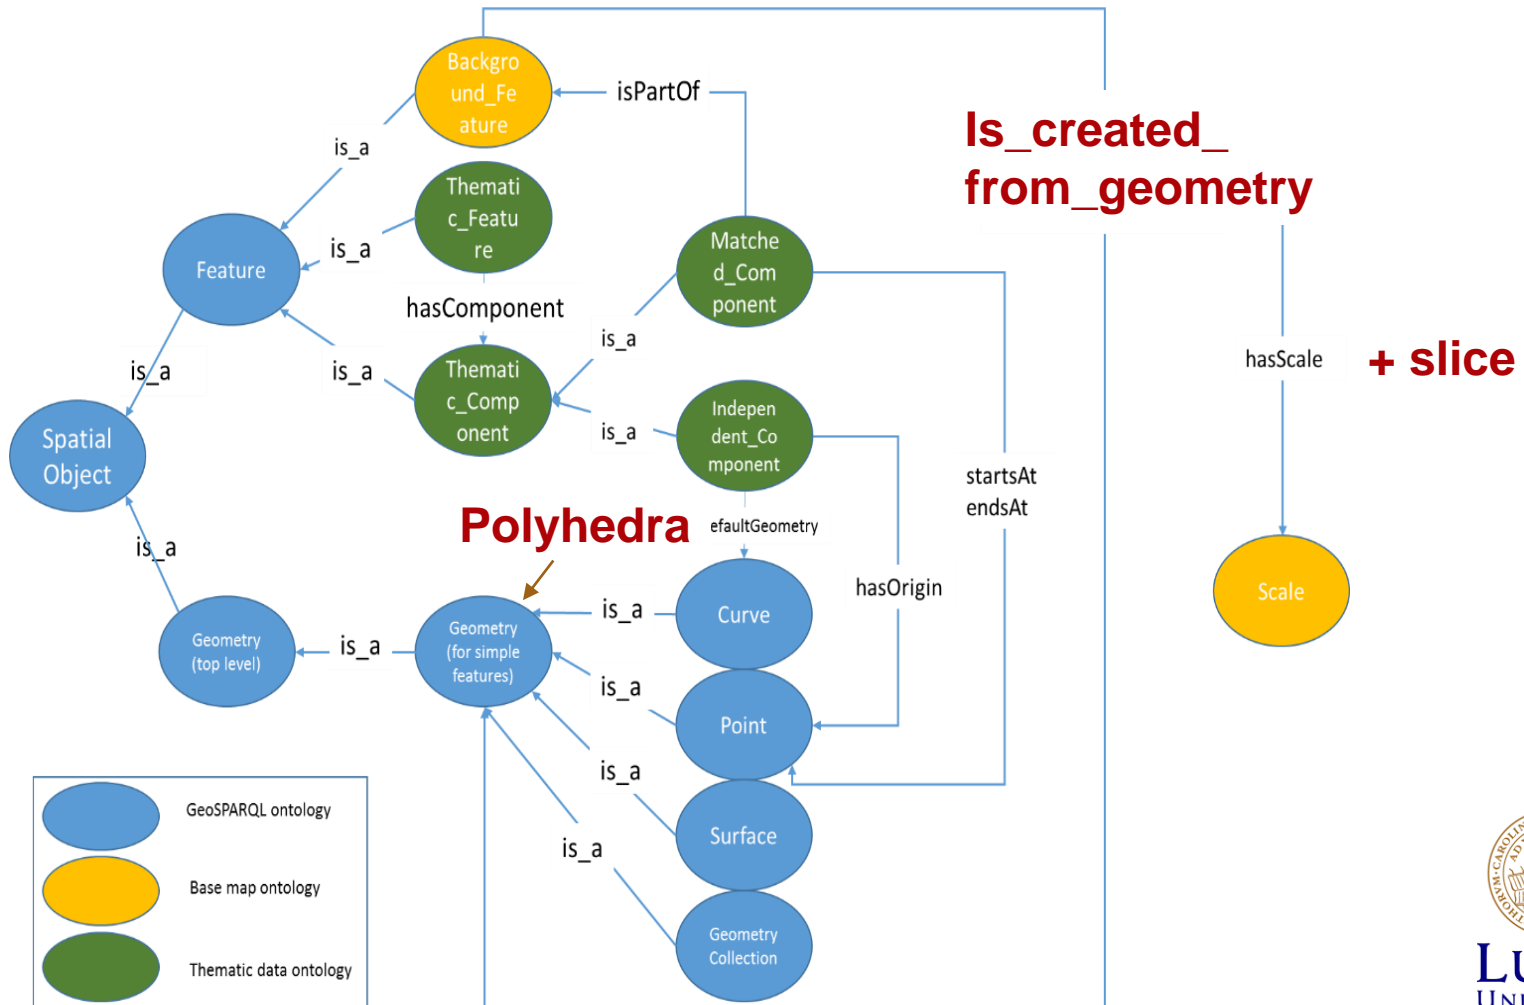 Backgro
und_Fe
ature
isPartOf
Is_created_
from_geometry
is_a
Themati
c_Featu
re
is_a
Feature
Matche
d_Com
ponent
hasComponent
is_a
is_a
is_a
Themati
c_Comp
onent
hasScale
+ slice
Spatial
Object
Indepen
dent_Co
mponent
is_a
startsAt
endsAt
Polyhedra
efaultGeometry
is_a
hasOrigin
Scale
Geometry
(top level)
is_a
Geometry
(for simple
features)
is_a
Curve
is_a
Point
is_a
Surface
is_a
Geometry
Collection
GeoSPARQL ontology
Base map ontology
Thematic data ontology